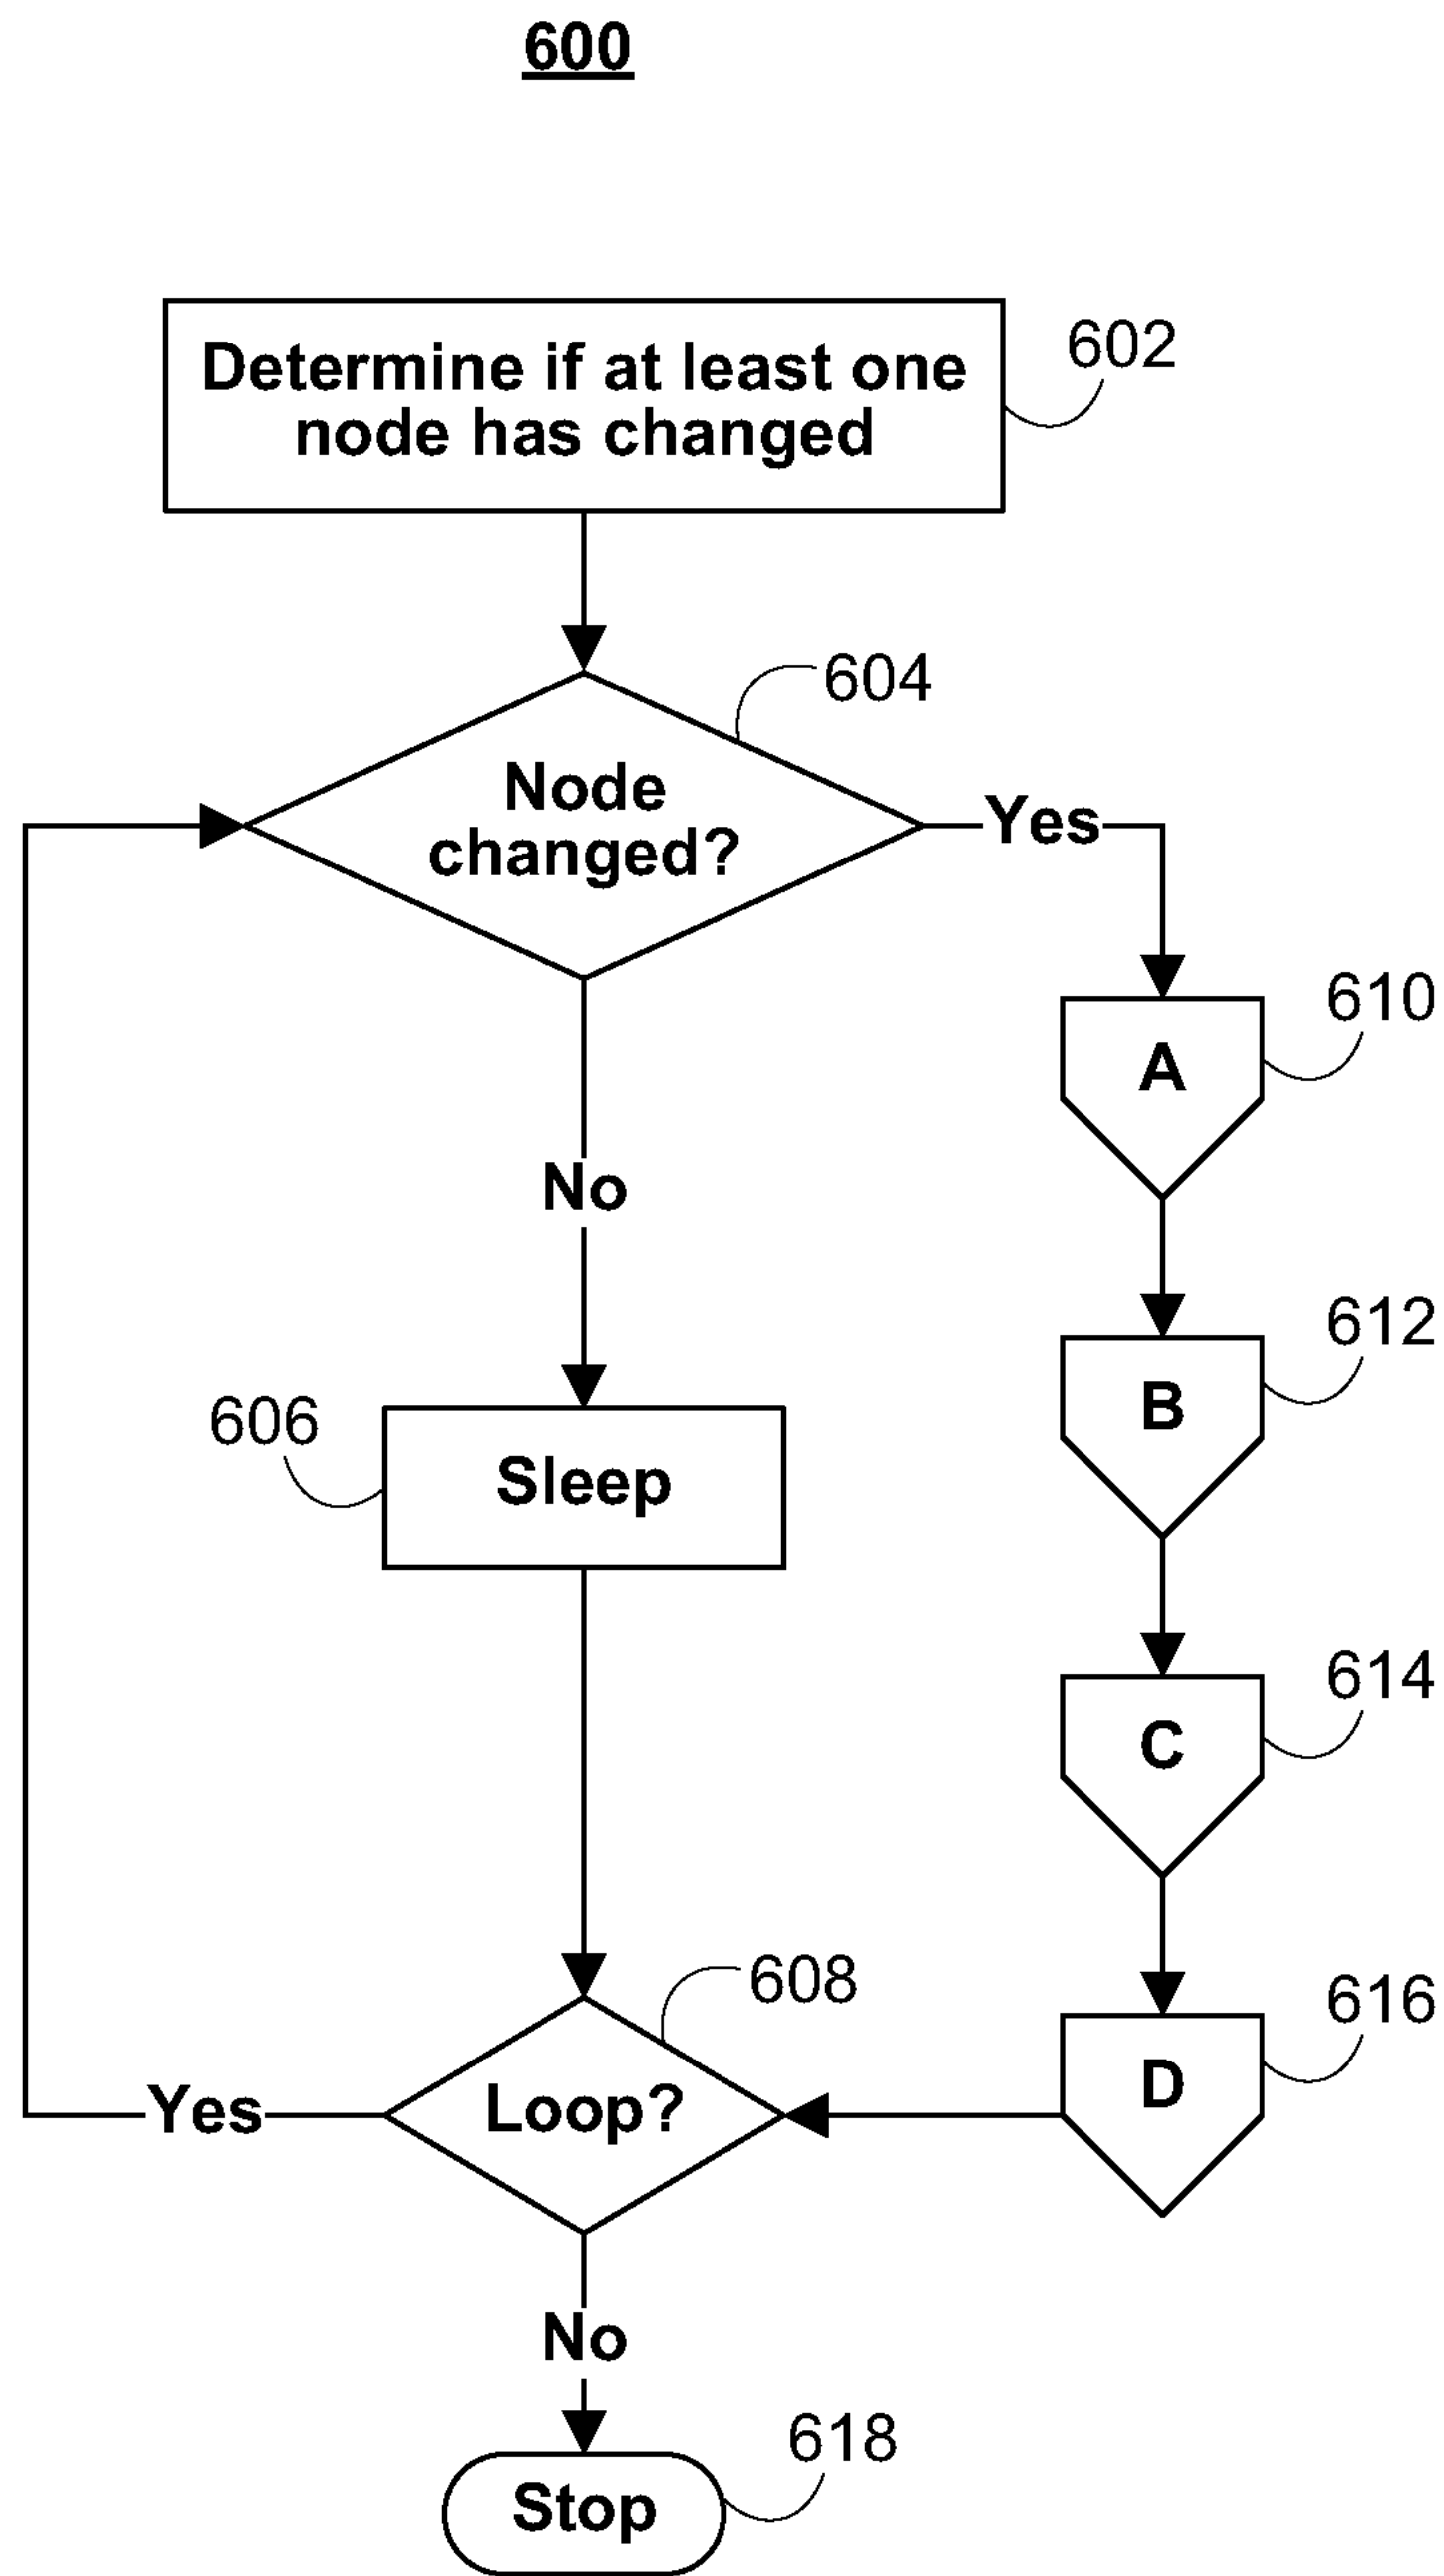 600
Determine if at least one
node has changed
602
604
Node
changed?
Yes
A
610
No
B
612
606
Sleep
C
614
608
Loop?
Yes
D
616
No
618
Stop